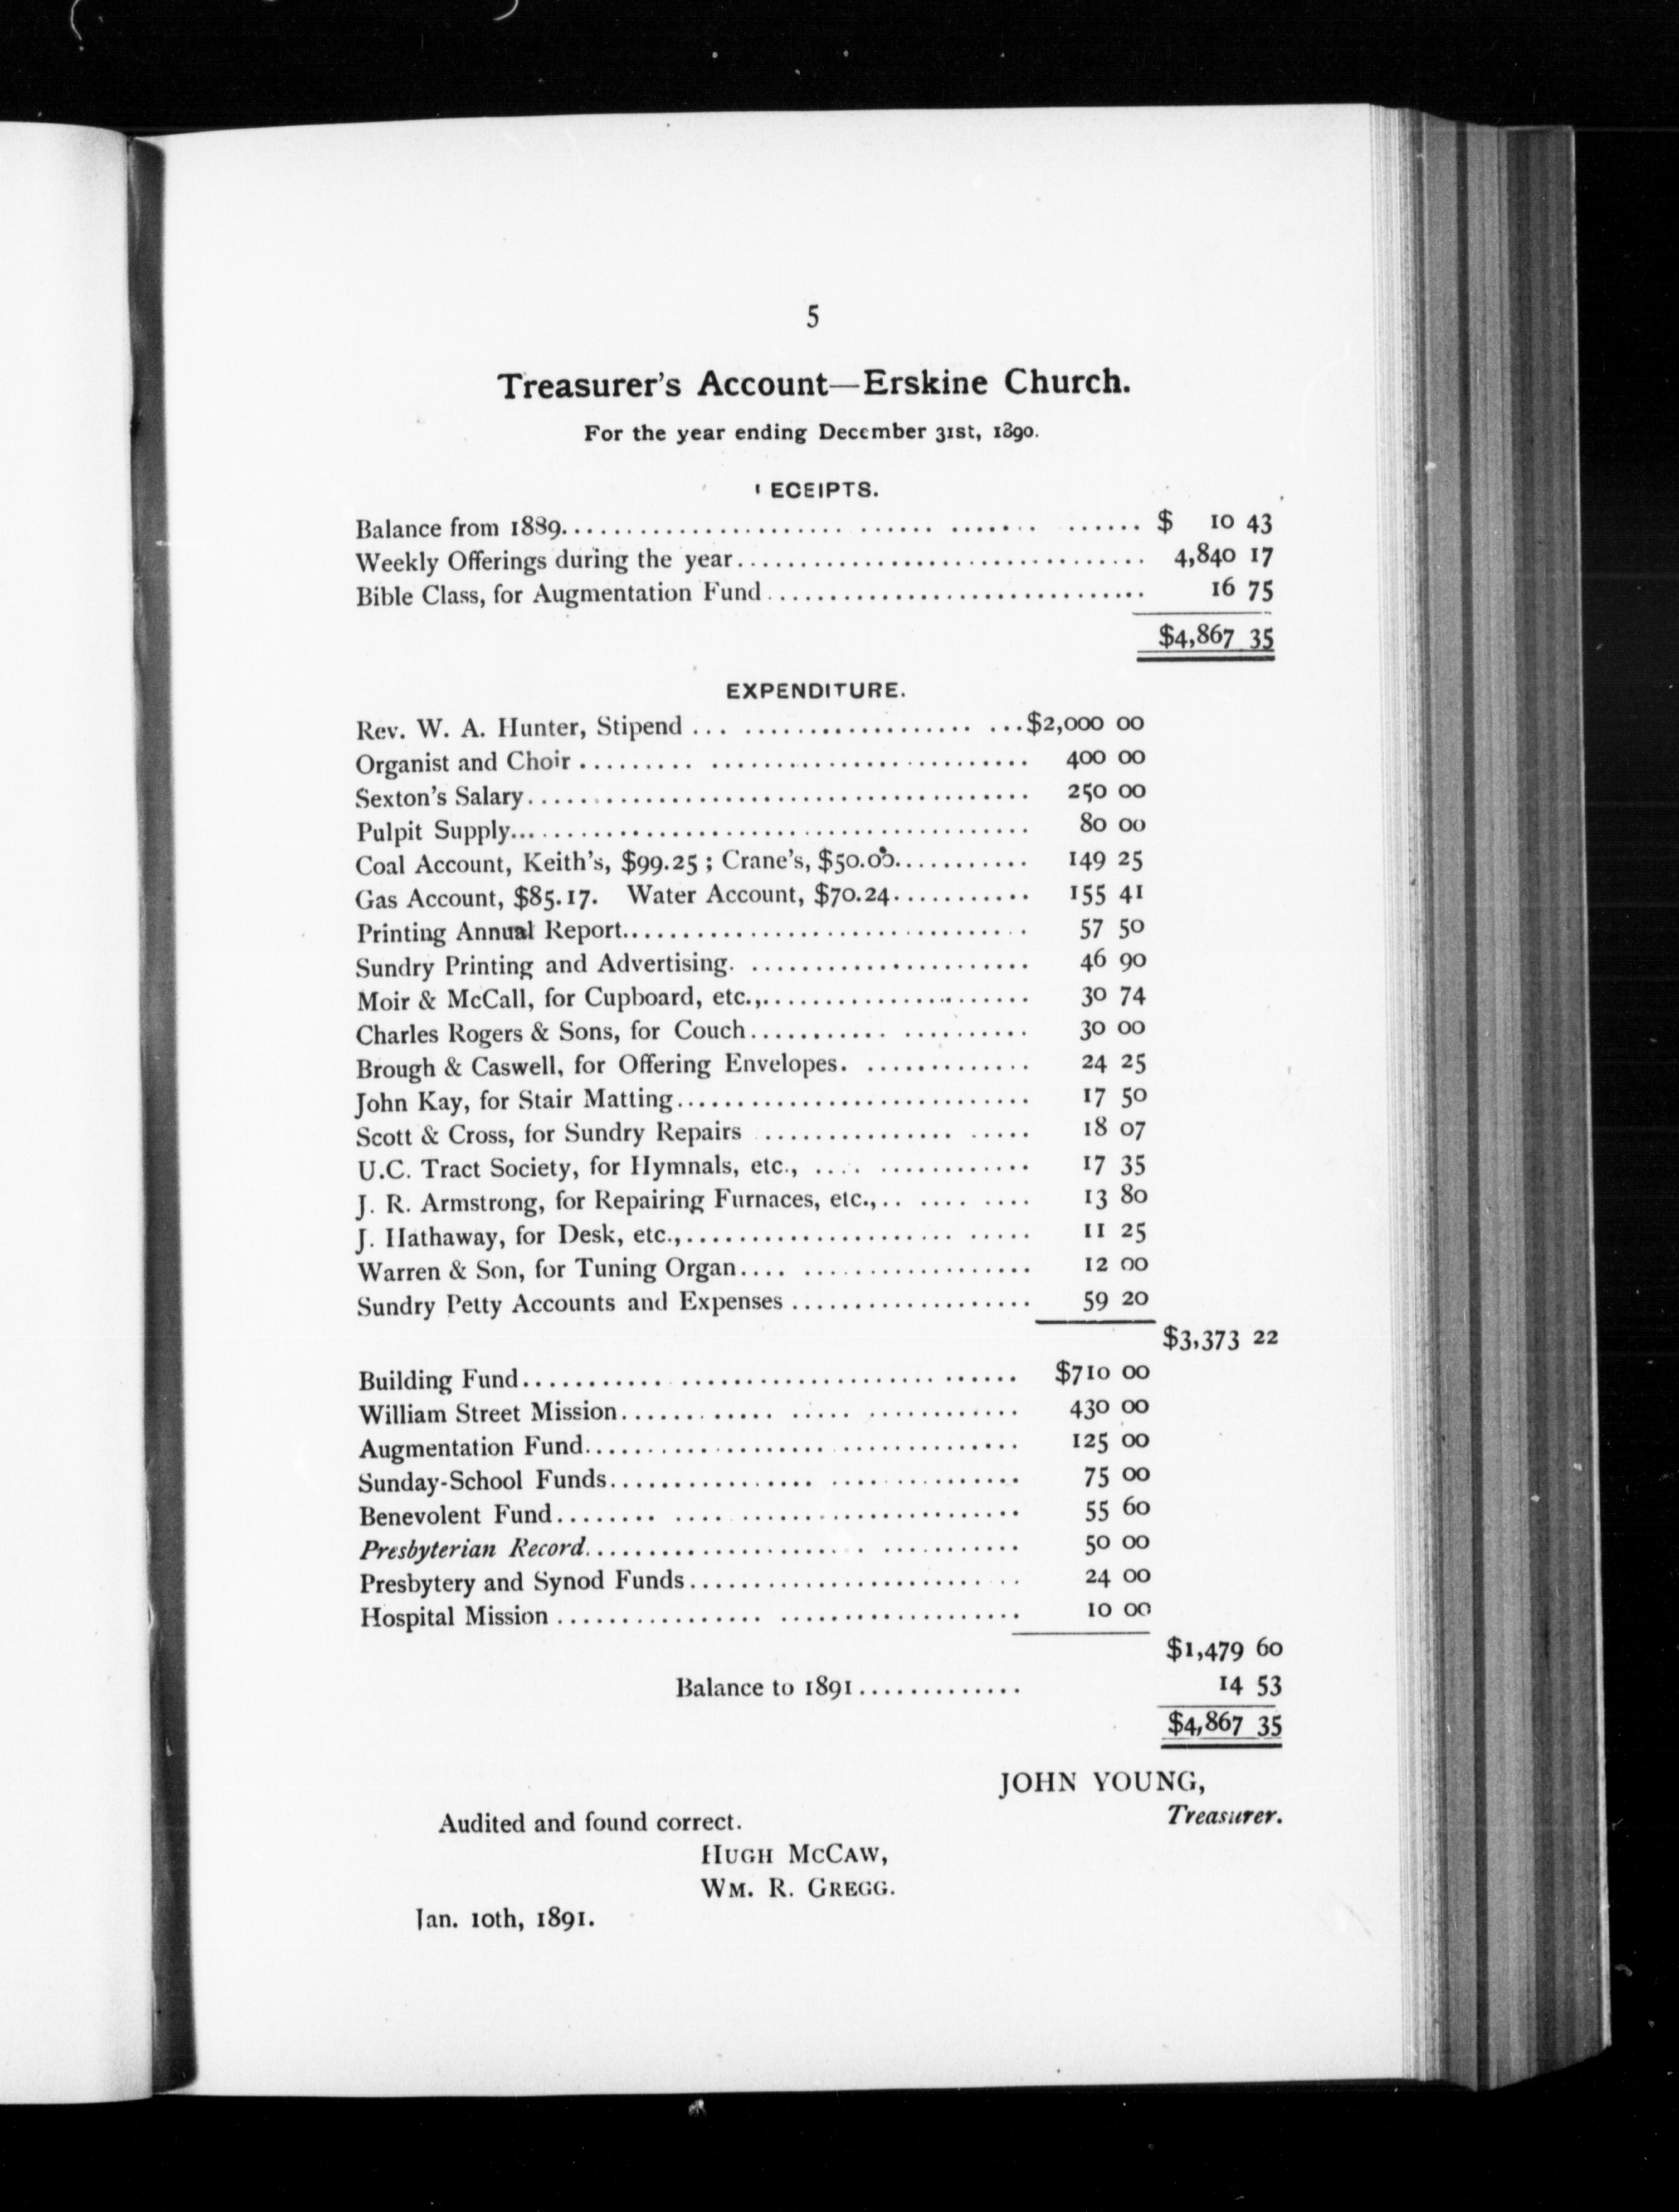 5
Treasurer's Account—Erskine Church.
For the year ending December 31st, 1890.
ECEIPTS.
Balance from 1889........................................ $ 10 43
Weekly Offerings during the year................................. 4,840 17
Bible Class, for Augmentation Fund.............................. 16 75
$4,867 35
EXPENDITURE.
Rev. W. A. Hunter, Stipend ... .................. ...$2,000 00
Organist and Choir ......... ......................... 400 00
Sexton's Salary........................................ 250 00
Pulpit Supply......................................... 80 00
Coal Account, Keith's, $99.25 ; Crane's, $50.00........... 149 25
Gas Account, $85.17. Water Account, $70.24........... 155 41
Printing Annual Report................................. 57 50
Sundry Printing and Advertising. ...................... 46 90
Moir & McCall, for Cupboard, etc.,..................... 30 74
Charles Rogers & Sons, for Couch........... .......... 30 00
Brough & Caswell, for Offering Envelopes. ............. 24 25
John Kay, for Stair Matting............................ 17 50
Scott & Cross, for Sundry Repairs ............... ..... 18 07
U.C. Tract Society, for Hymnals, etc., .... ............ 17 35
J. R. Armstrong, for Repairing Furnaces, etc.,.. .... .... 13 80
J. Hathaway, for Desk, etc.,...................... ..... 11 25
Warren & Son, for Tuning Organ.... .................. 12 00
Sundry Petty Accounts and Expenses ................... 59 20
$3,373 22
Building Fund........... .................... ...... $710 00
William Street Mission............ ..... ............ 430 00
Augmentation Fund.................................. 125 00
Sunday-School Funds................ ............... 75 00
Benevolent Fund........ .... ...................... 55 60
Presbyterian Record...................... ........... 50 00
Presbytery and Synod Funds.......................... 24 00
Hospital Mission ................ ................... 10 00
$1,479 60
Balance to 1891............. 14 53
$4,867 35
JOHN YOUNG,
Treasurer.
Audited and found correct.
HUGH MCCAW,
WM. R. GREGG.
Jan. 10th, 1891.